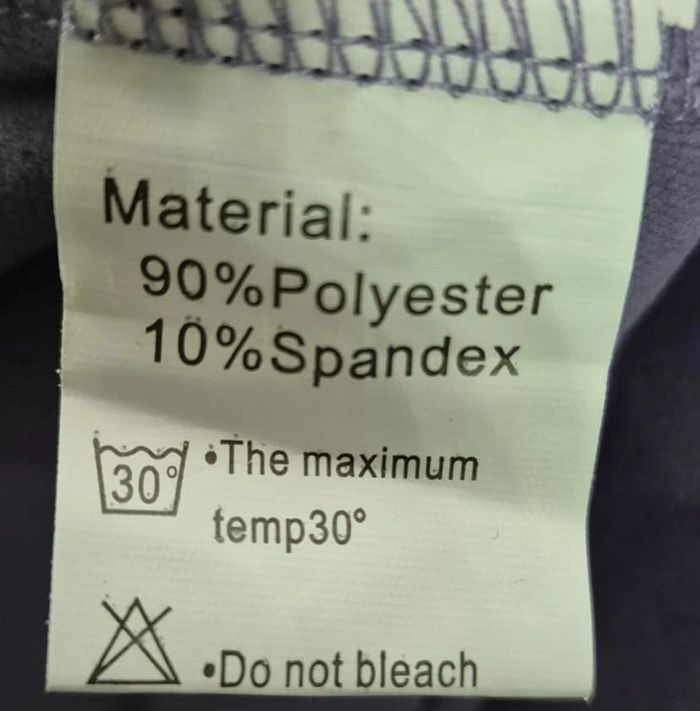 Material:
90%Polyester
10%Spandex
30°
•The maximum
temp30°
•Do not bleach